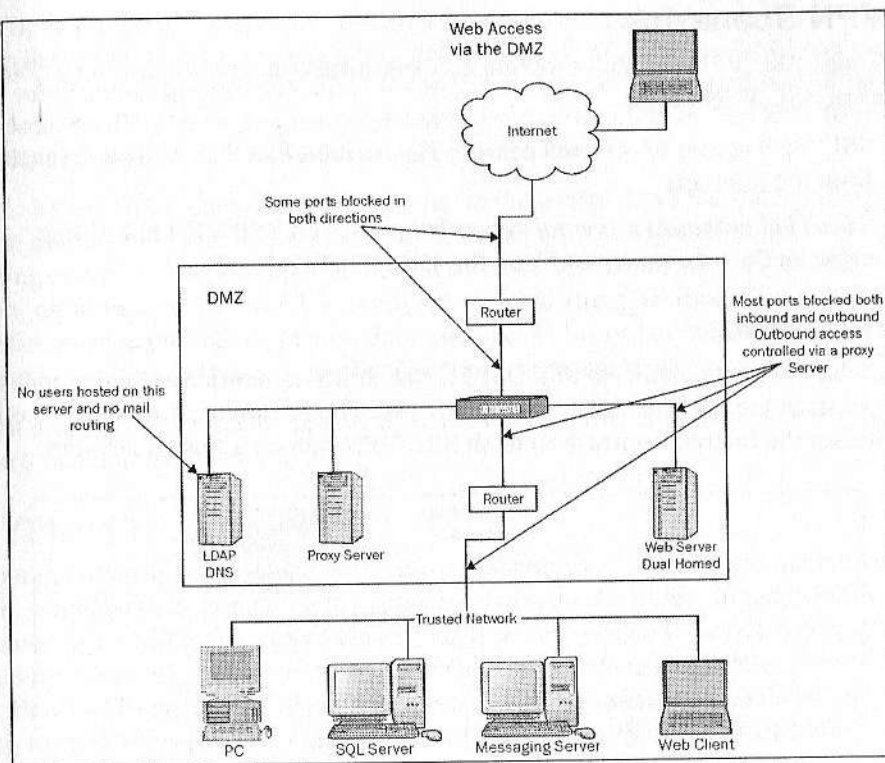 Web Access
via the DMZ
Internet
Some ports blocked in
both directions
DMZ
Router
Most ports blocked both
inbound and outbound
Outbound access
controlled via a proxy
Server
No users hosted on this
server and no mail
routing
Router
LDAP
DNS
Proxy Server
Web Server
Dual Homed
Trusted Network
PC
SQL Server
Messaging Server
Web Client